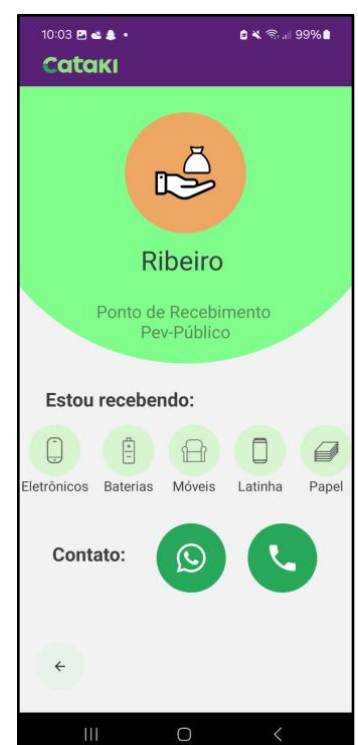 10:03
99%
Cataki
Ribeiro
Ponto de Recebimento
Pev-Público
Estou recebendo:
Eletrônicos Baterias Móveis Latinha Papel
Contato: